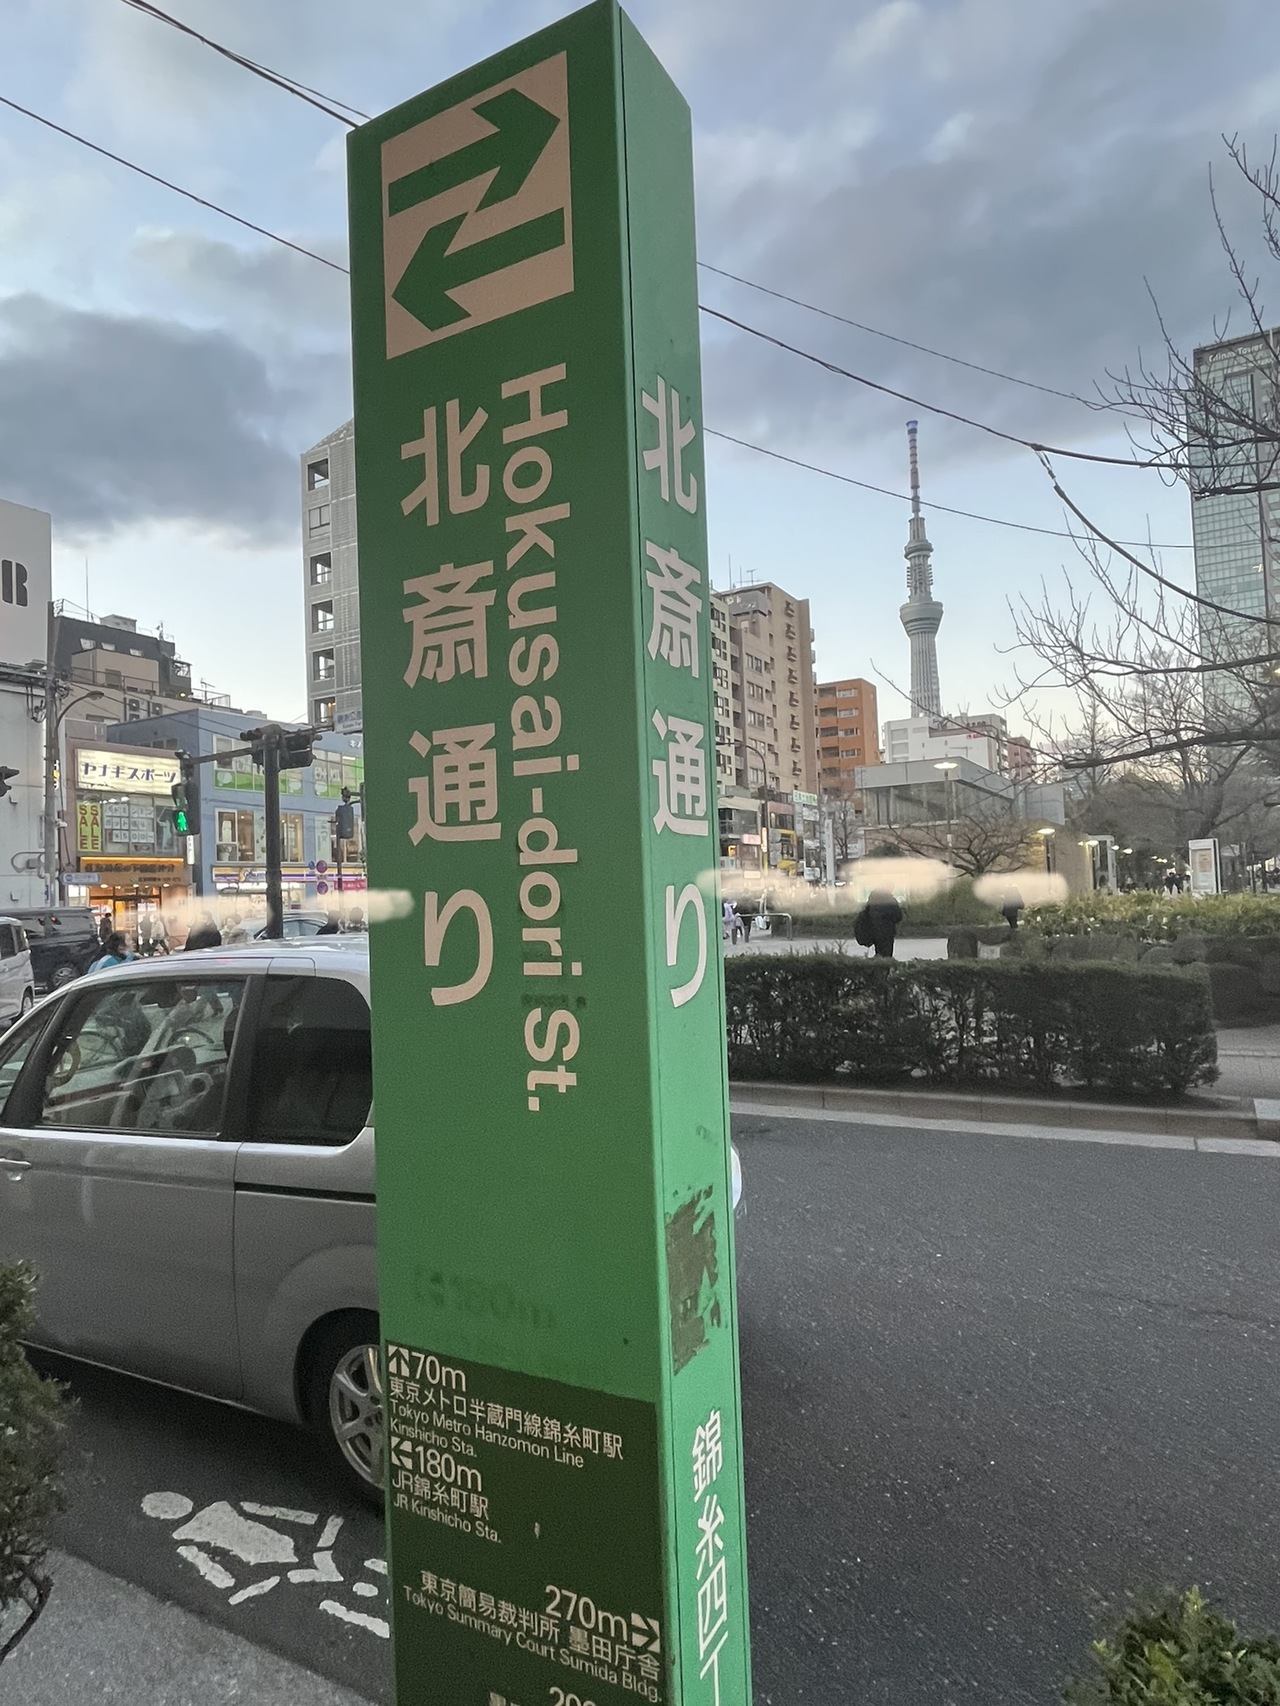 北斎通り
Hokusai-dori St.
北斎通り
70m
東京メトロ半蔵門線錦糸町駅
Tokyo Metro Hanzomon Line
Kinshicho Sta.
180m
JR錦糸町駅
JR Kinshicho Sta.
270m
東京簡易裁判所 墨田庁舎
Tokyo Summary Court Sumida Bldg.
錦糸四丁
ヤナギスポーツ
SALE
SALE